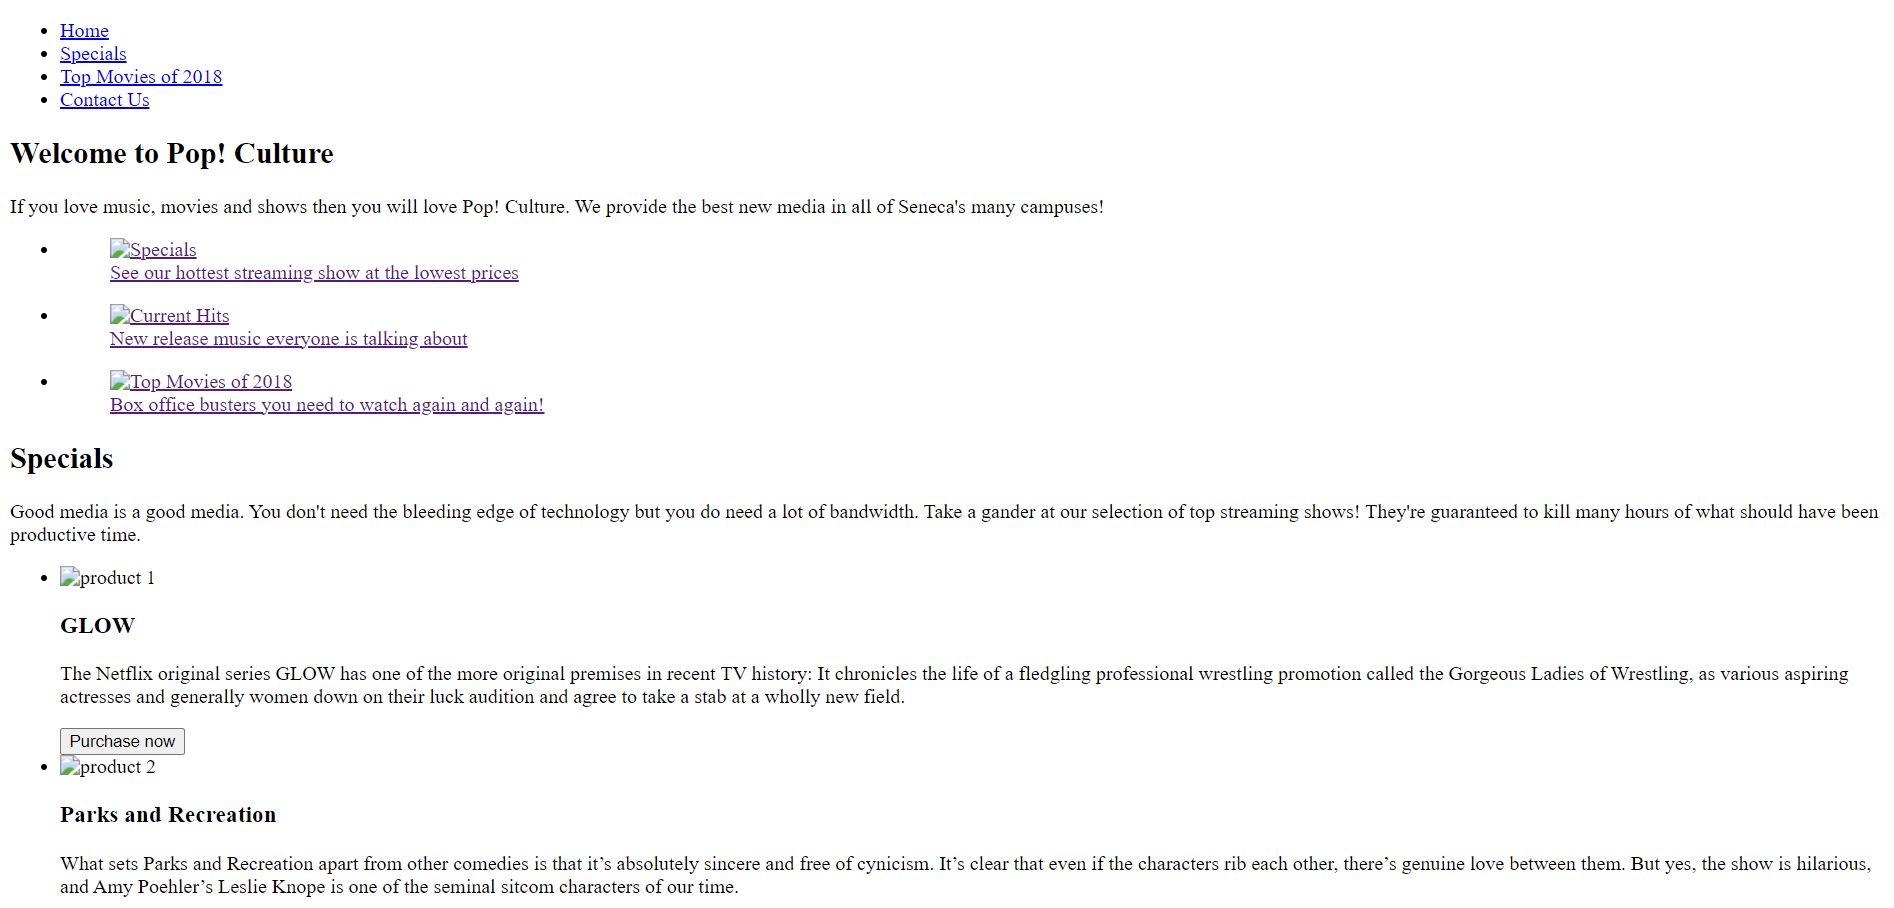 Home
Specials
Top Movies of 2018
Contact Us
Welcome to Pop! Culture
If you love music, movies and shows then you will love Pop! Culture. We provide the best new media in all of Seneca's many campuses!
Specials
See our hottest streaming show at the lowest prices
Current Hits
New release music everyone is talking about
Top Movies of 2018
Box office busters you need to watch again and again!
Specials
Good media is a good media. You don't need the bleeding edge of technology but you do need a lot of bandwidth. Take a gander at our selection of top streaming shows! They're guaranteed to kill many hours of what should have been
productive time.
product 1
GLOW
The Netflix original series GLOW has one of the more original premises in recent TV history: It chronicles the life of a fledgling professional wrestling promotion called the Gorgeous Ladies of Wrestling, as various aspiring
actresses and generally women down on their luck audition and agree to take a stab at a wholly new field.
Purchase now
product 2
Parks and Recreation
What sets Parks and Recreation apart from other comedies is that it’s absolutely sincere and free of cynicism. It’s clear that even if the characters rib each other, there’s genuine love between them. But yes, the show is hilarious,
and Amy Poehler’s Leslie Knope is one of the seminal sitcom characters of our time.